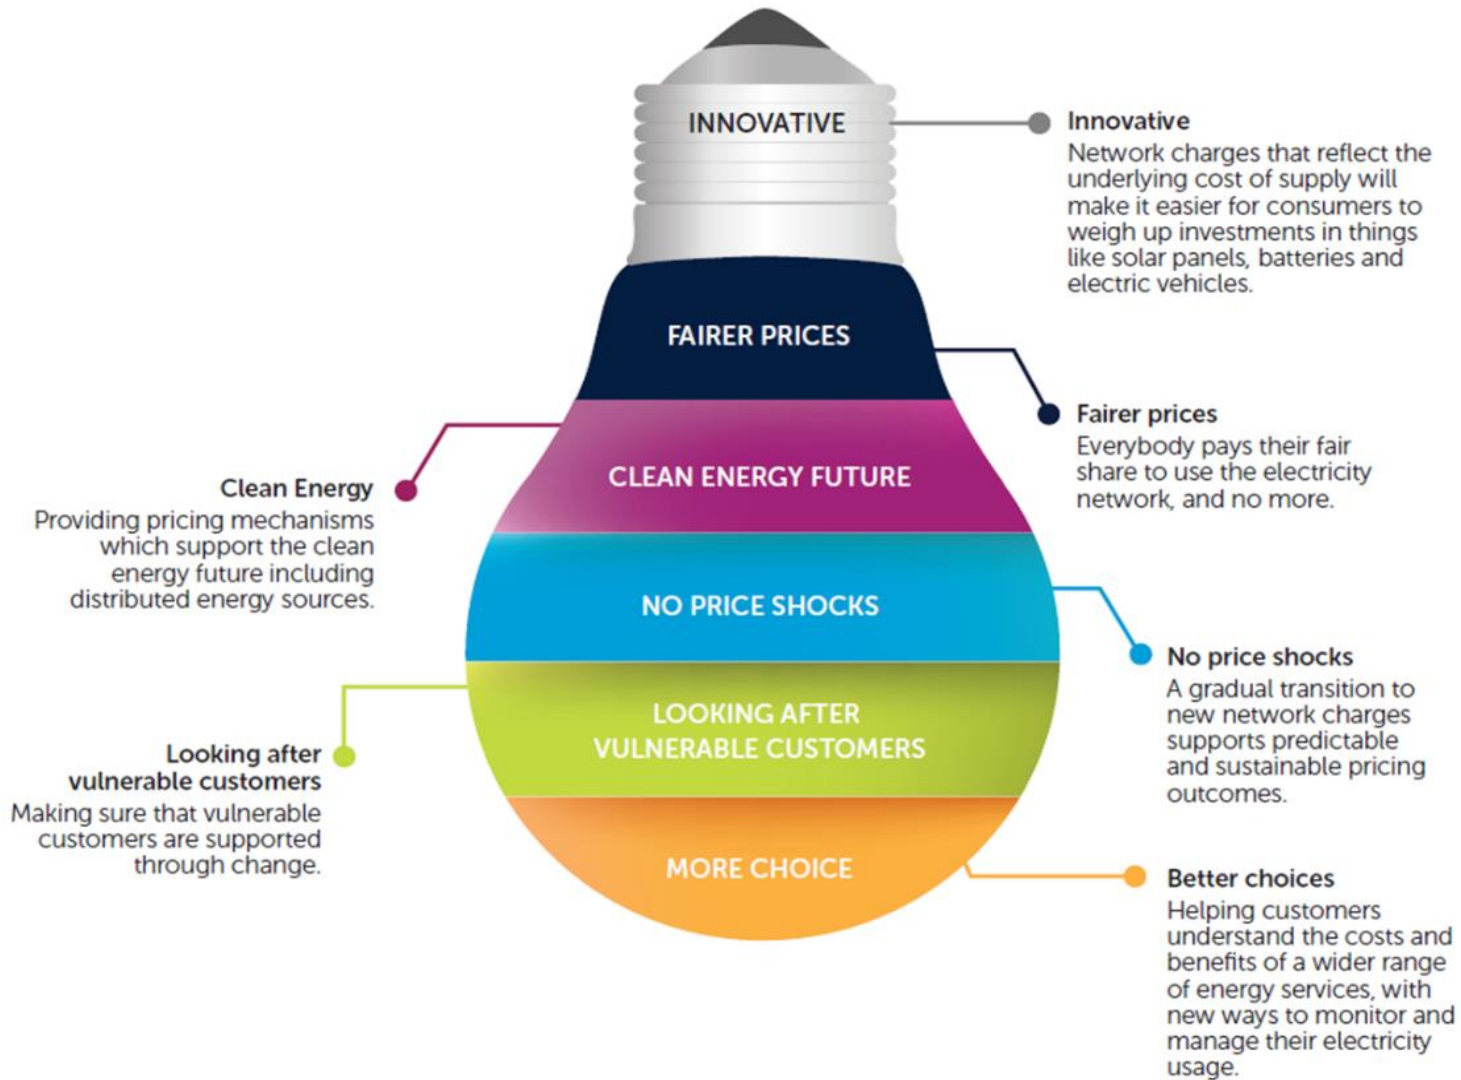 INNOVATIVE
Innovative
Network charges that reflect the
underlying cost of supply will
make it easier for consumers to
weigh up investments in things
like solar panels, batteries and
electric vehicles.
FAIRER PRICES
Fairer prices
Everybody pays their fair
share to use the electricity
network, and no more.
CLEAN ENERGY FUTURE
Clean Energy
Providing pricing mechanisms
which support the clean
energy future including
distributed energy sources.
NO PRICE SHOCKS
No price shocks
A gradual transition to
new network charges
supports predictable
and sustainable pricing
outcomes.
LOOKING AFTER
VULNERABLE CUSTOMERS
Looking after
vulnerable customers
Making sure that vulnerable
customers are supported
through change.
MORE CHOICE
Better choices
Helping customers
understand the costs and
benefits of a wider range
of energy services, with
new ways to monitor and
manage their electricity
usage.